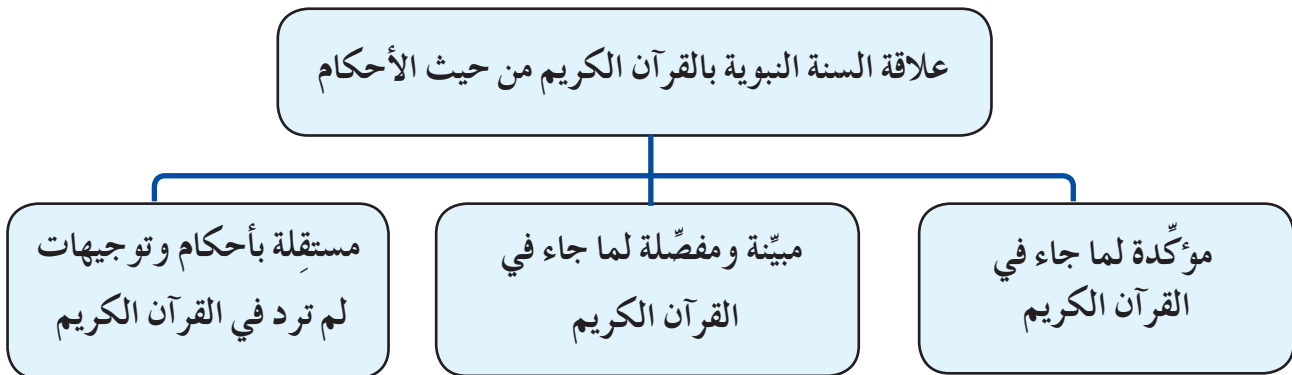 علاقة السنة النبوية بالقرآن الكريم من حيث الأحكام
مؤكِّدة لما جاء في
القرآن الكريم
مبيِّنة ومفصِّلة لما جاء في
القرآن الكريم
مستقِلة بأحكام وتوجيهات
لم ترد في القرآن الكريم